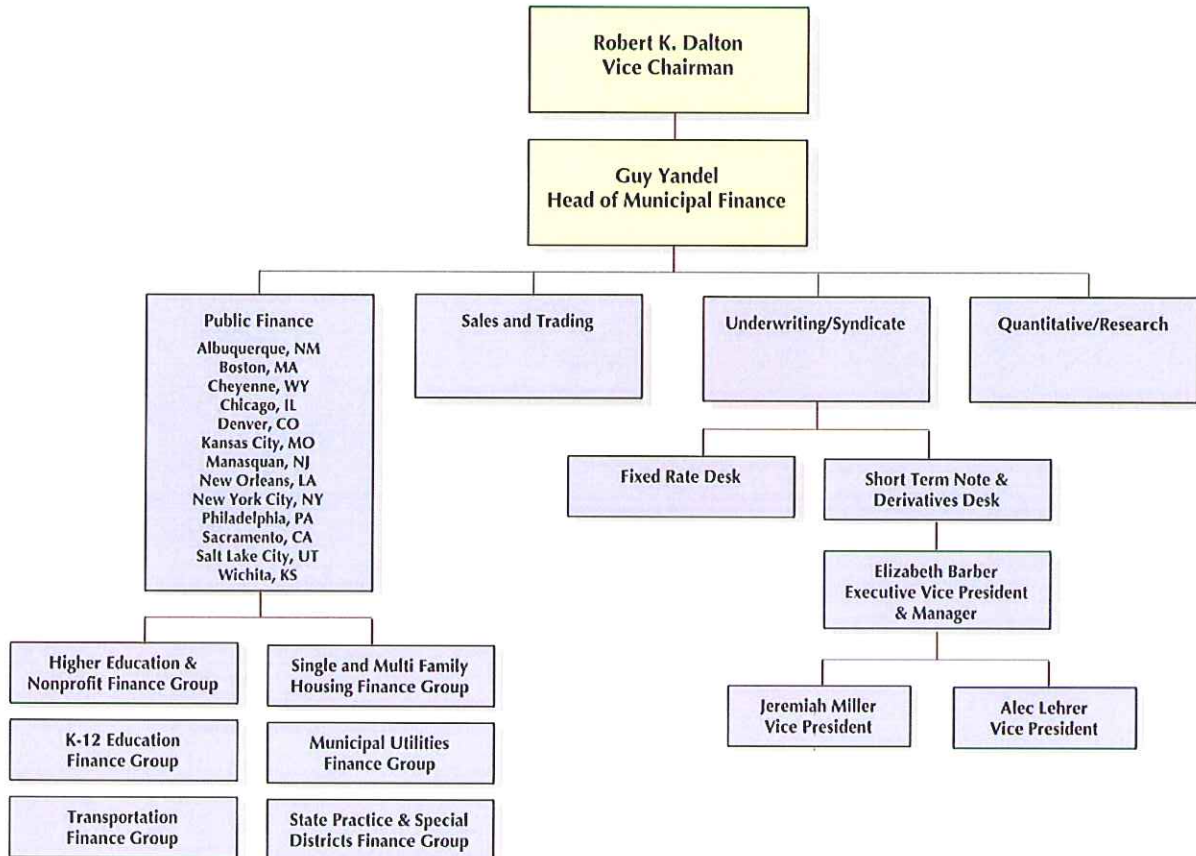 Robert K. Dalton
Vice Chairman
Guy Yandel
Head of Municipal Finance
Public Finance
Albuquerque, NM
Boston, MA
Cheyenne, WY
Chicago, IL
Denver, CO
Kansas City, MO
Manasquan, NJ
New Orleans, LA
New York City, NY
Philadelphia, PA
Sacramento, CA
Salt Lake City, UT
Wichita, KS
Sales and Trading
Underwriting/Syndicate
Quantitative/Research
Fixed Rate Desk
Short Term Note &
Derivatives Desk
Elizabeth Barber
Executive Vice President
& Manager
Jeremiah Miller
Vice President
Alec Lehrer
Vice President
Higher Education &
Nonprofit Finance Group
Single and Multi Family
Housing Finance Group
K-12 Education
Finance Group
Municipal Utilities
Finance Group
Transportation
Finance Group
State Practice & Special
Districts Finance Group